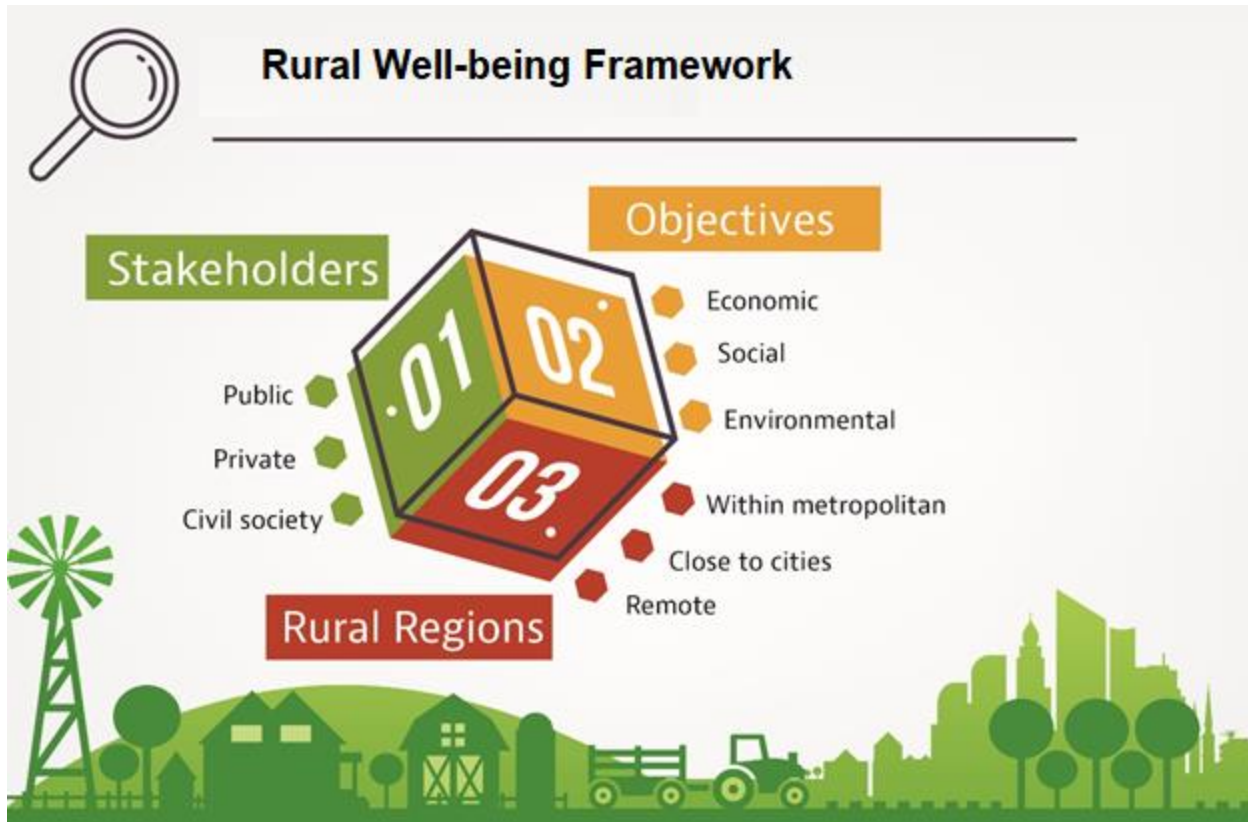 Rural Well-being Framework
Stakeholders
01
Public
Private
Civil society
Objectives
02
Economic
Social
Environmental
Rural Regions
03
Within metropolitan
Close to cities
Remote